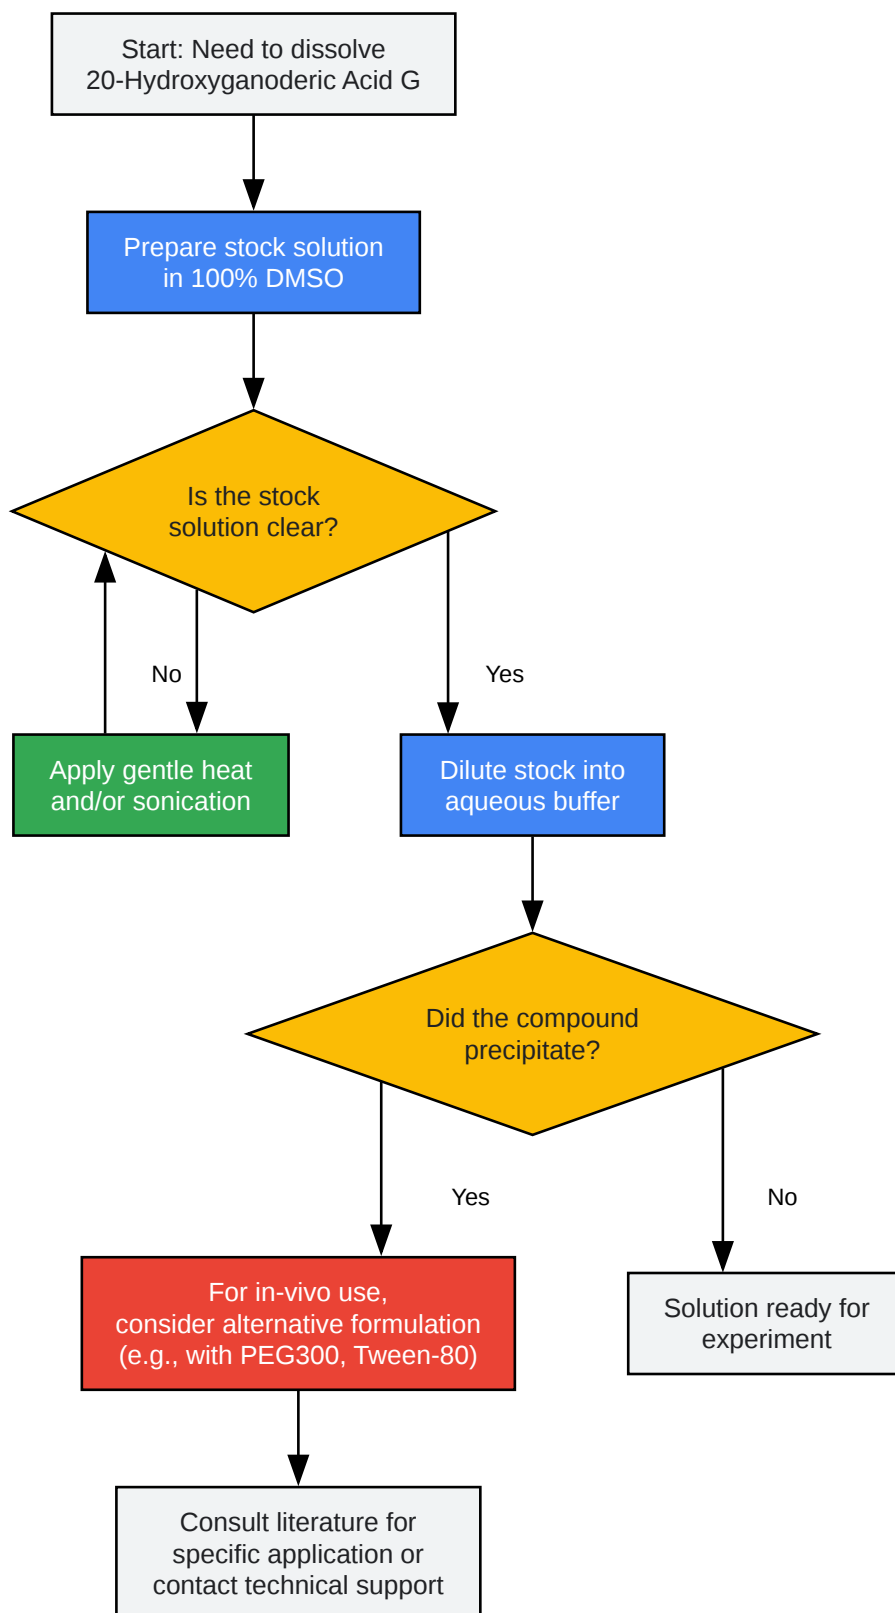 Start: Need to dissolve
20-Hydroxyganoderic Acid G
Prepare stock solution
in 100% DMSO
Is the stock
solution clear?
No
Yes
Apply gentle heat
and/or sonication
Dilute stock into
aqueous buffer
Did the compound
precipitate?
Yes
No
For in-vivo use,
consider alternative formulation
(e.g., with PEG300, Tween-80)
Solution ready for
experiment
Consult literature for
specific application or
contact technical support